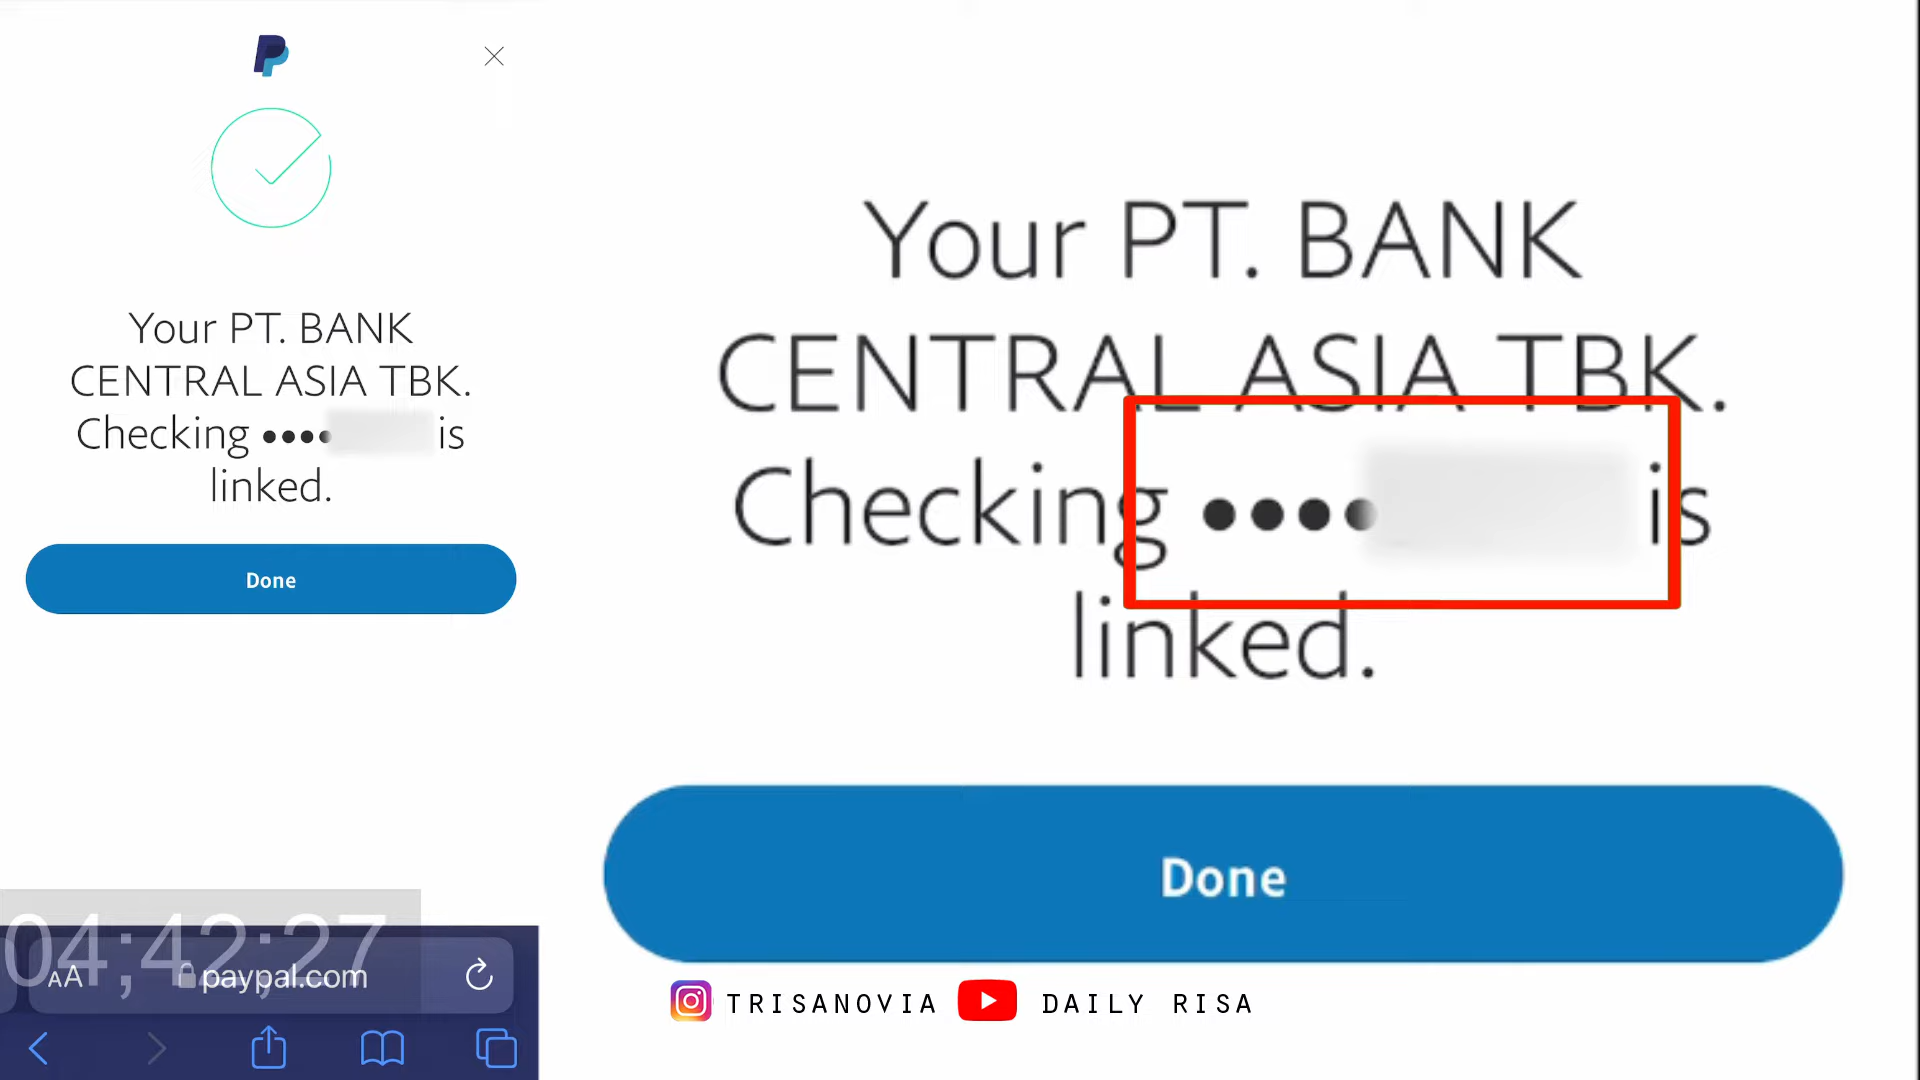 Your PT. BANK
CENTRAL ASIA TBK.
Checking •••• is
linked.
Done
04;42;27
AA paypal.com
Your PT. BANK
CENTRAL ASIA TBK.
Checking •••• is
linked.
Done
TRISANOVIA DAILY RISA